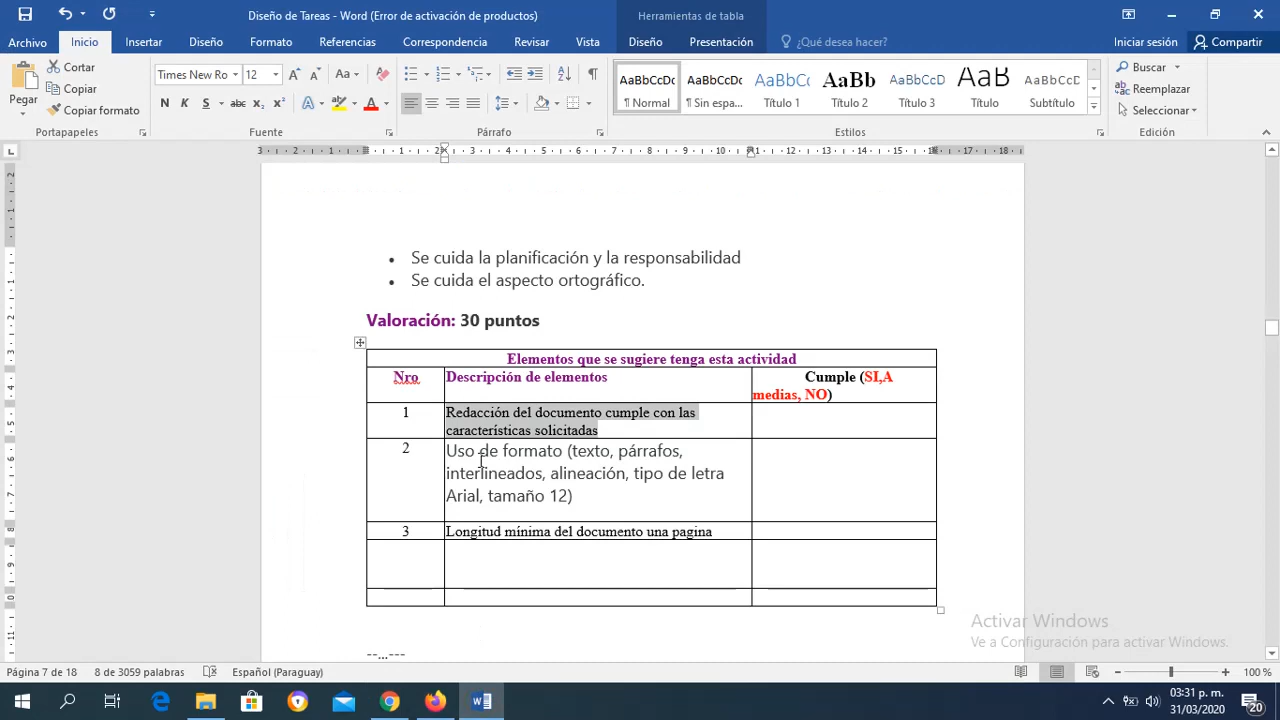 Diseño de Tareas - Word (Error de activación de productos)
Herramientas de tabla
Archivo Inicio Insertar Diseño Formato Referencias Correspondencia Revisar Vista Diseño Presentación ¿Qué desea hacer? Iniciar sesión Compartir
Pegar
Cortar
Copiar
Copiar formato
Portapapeles
Times New Ro 12
N K S abc x₂ x²
Fuente
Párrafo
AaBbCcDc AaBbCcDc AaBbCc AaBb AaBbCcD AaB AaBbCcD
¶ Normal ¶ Sin espa... Título 1 Título 2 Título 3 Título Subtítulo
Estilos
Buscar
Reemplazar
Seleccionar
Edición
• Se cuida la planificación y la responsabilidad
• Se cuida el aspecto ortográfico.
Valoración: 30 puntos
Elementos que se sugiere tenga esta actividad
Nro Descripción de elementos Cumple (SI,A
medias, NO)
1 Redacción del documento cumple con las
características solicitadas
2 Uso de formato (texto, párrafos,
interlineados, alineación, tipo de letra
Arial, tamaño 12)
3 Longitud mínima del documento una pagina
--...---
Activar Windows
Ve a Configuración para activar Windows.
Página 7 de 18 8 de 3059 palabras Español (Paraguay) 100 %
03:31 p. m.
31/03/2020
20